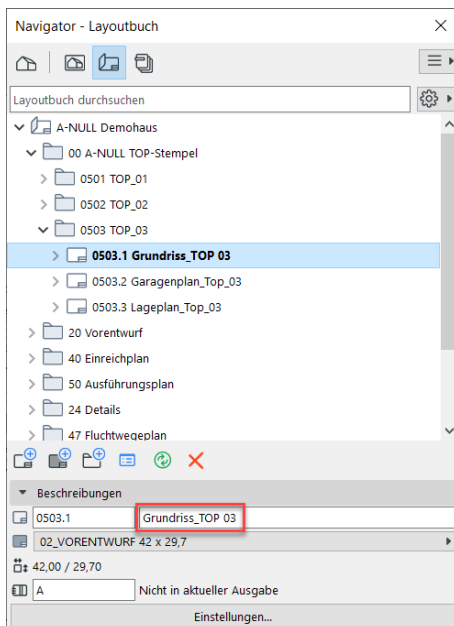 Navigator - Layoutbuch
Layoutbuch durchsuchen
A-NULL Demohaus
00 A-NULL TOP-Stempel
0501 TOP_01
0502 TOP_02
0503 TOP_03
0503.1 Grundriss_TOP 03
0503.2 Garagenplan_Top_03
0503.3 Lageplan_Top_03
20 Vorentwurf
40 Einreichplan
50 Ausführungsplan
24 Details
47 Fluchtwegeplan
Beschreibungen
0503.1 Grundriss_TOP 03
02_VORENTWURF 42 x 29,7
42,00 / 29,70
A Nicht in aktueller Ausgabe
Einstellungen...